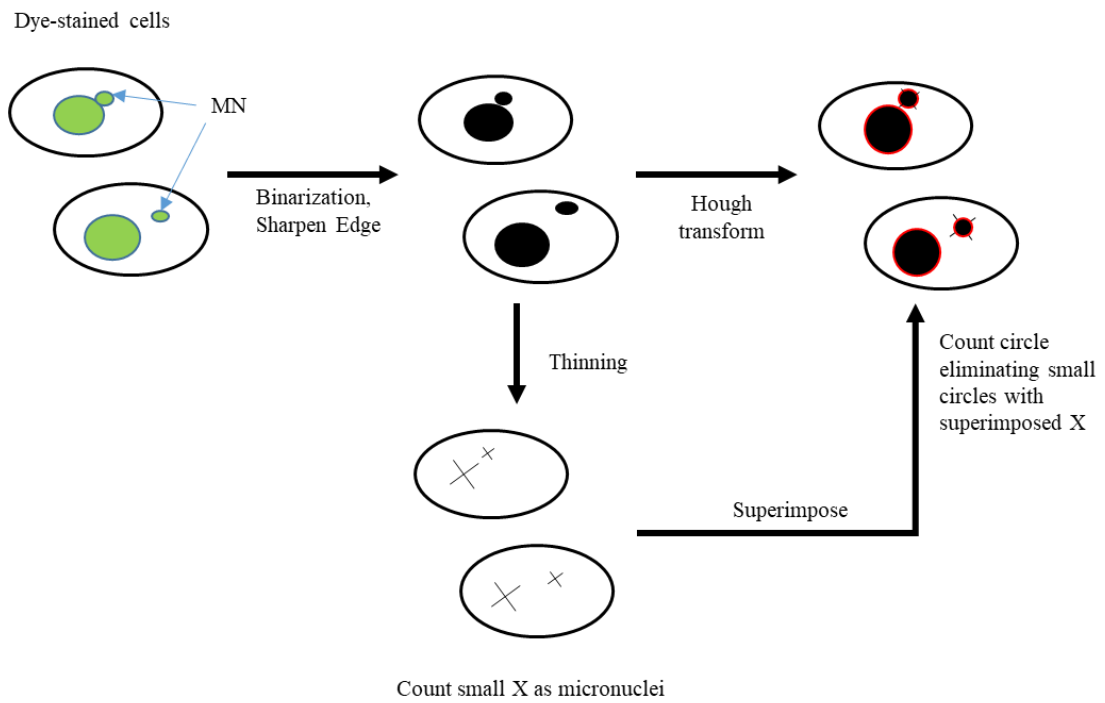 Dye-stained cells
MN
Binarization,
Sharpen Edge
Hough
transform
Thinning
Count circle
eliminating small
circles with
superimposed X
Superimpose
Count small X as micronuclei